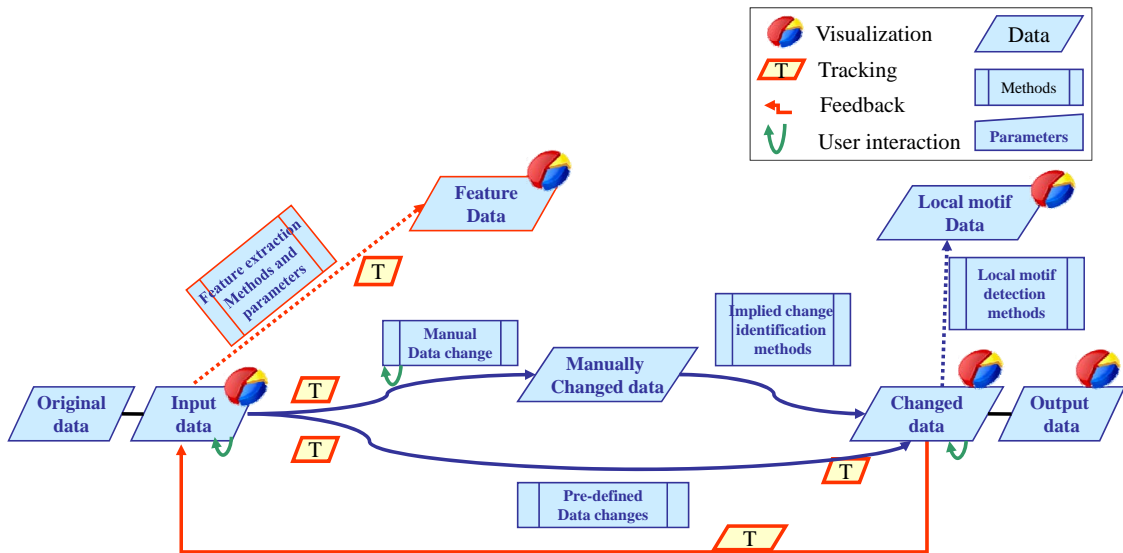 Visualization
Data
T
Tracking
Methods
Feedback
User interaction
Parameters
Feature
Data
Local motif
Data
Feature extraction
Methods and
parameters
T
Local motif
detection
methods
Manual
Data change
Implied change
identification
methods
Manually
Changed data
T
Original
data
Input
data
Changed
data
Output
data
T
T
Pre-defined
Data changes
T